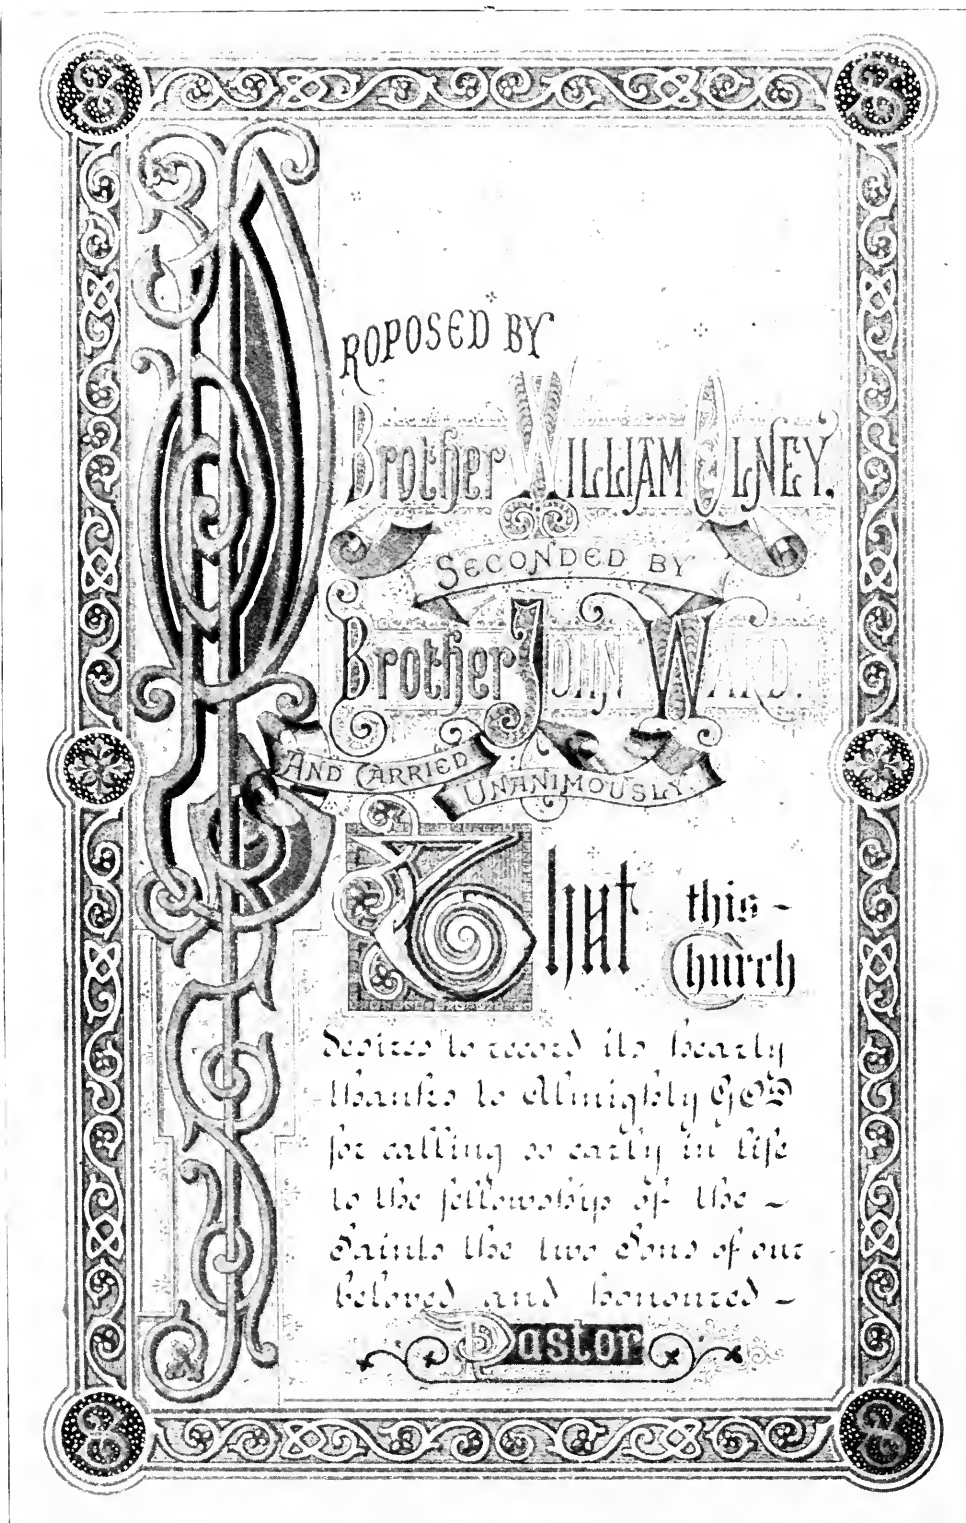 PROPOSED BY
Brother WILLIAM OLNEY.
SECONDED BY
Brother JOHN WARD.
AND CARRIED
UNANIMOUSLY.
That this -
Church
desires to record its hearty
thanks to Almighty GOD
for calling so early in life
to the fellowship of the -
Saints the two Sons of our
beloved and honoured -
Pastor